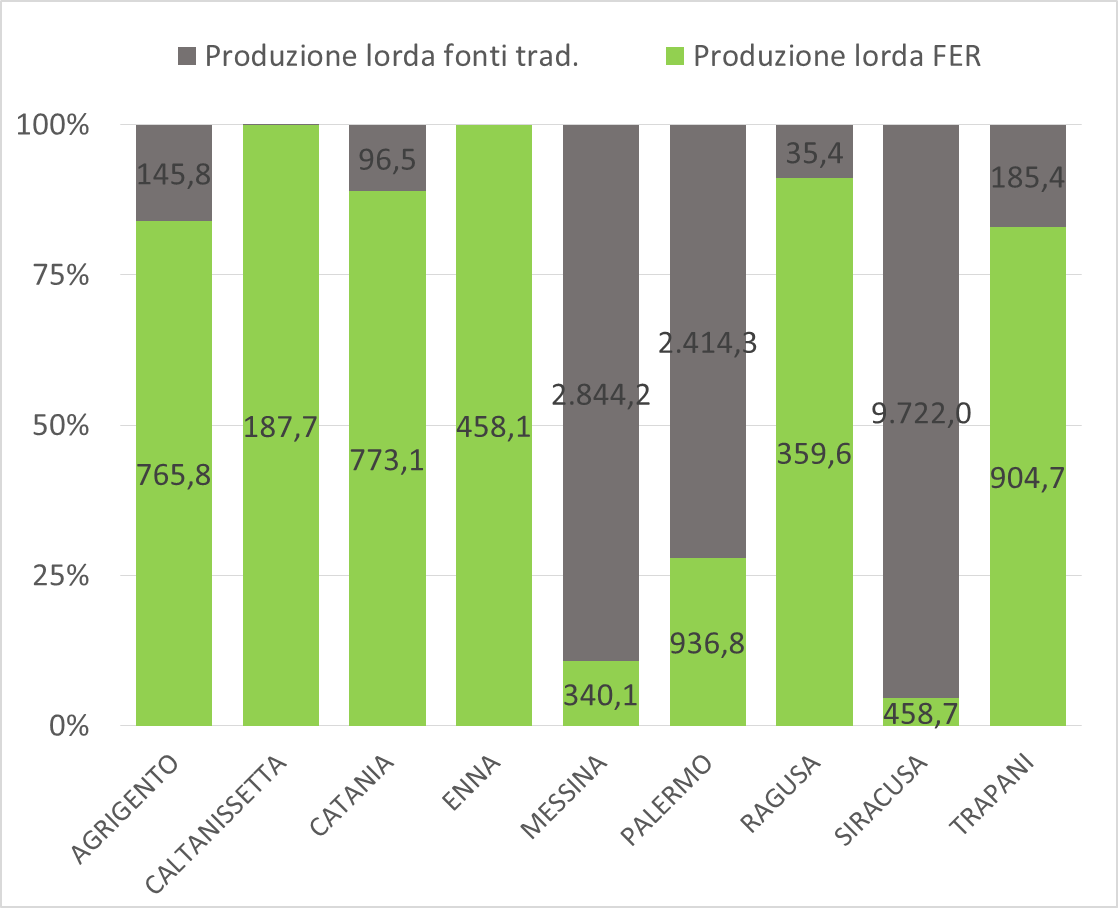 Produzione lorda fonti trad. Produzione lorda FER
100%
75%
50%
25%
0%
145,8 96,5 35,4 185,4
2.844,2 2.414,3 9.722,0
765,8 187,7 773,1 458,1 340,1 936,8 359,6 458,7 904,7
AGRIGENTO
CALTANISSETTA
CATANIA
ENNA
MESSINA
PALERMO
RAGUSA
SIRACUSA
TRAPANI